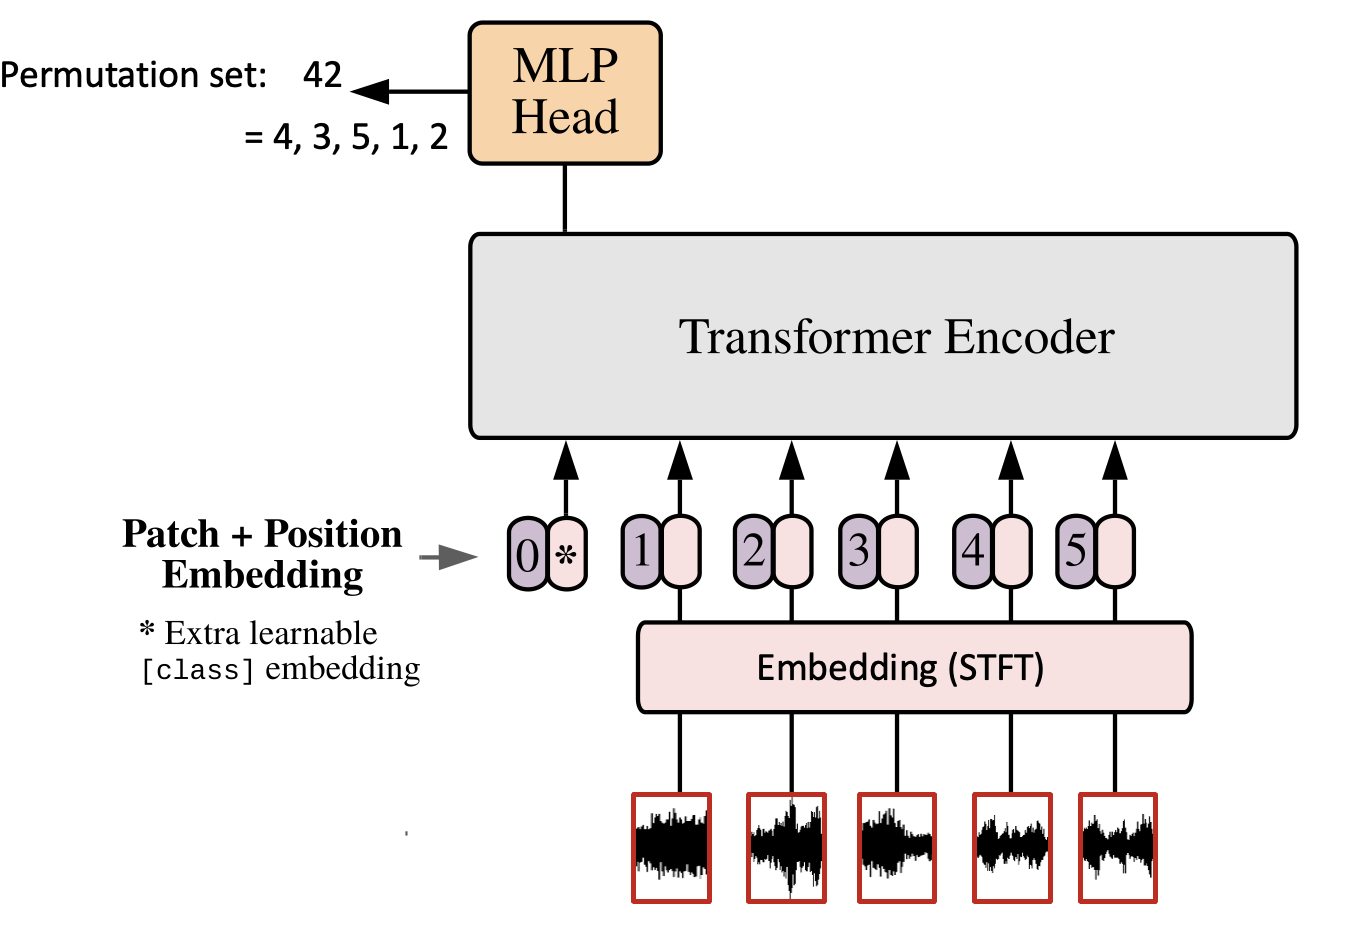 MLP
Head
Permutation set: 42
= 4, 3, 5, 1, 2
Transformer Encoder
Patch + Position
Embedding
* Extra learnable
[class] embedding
0 * 1 2 3 4 5
Embedding (STFT)